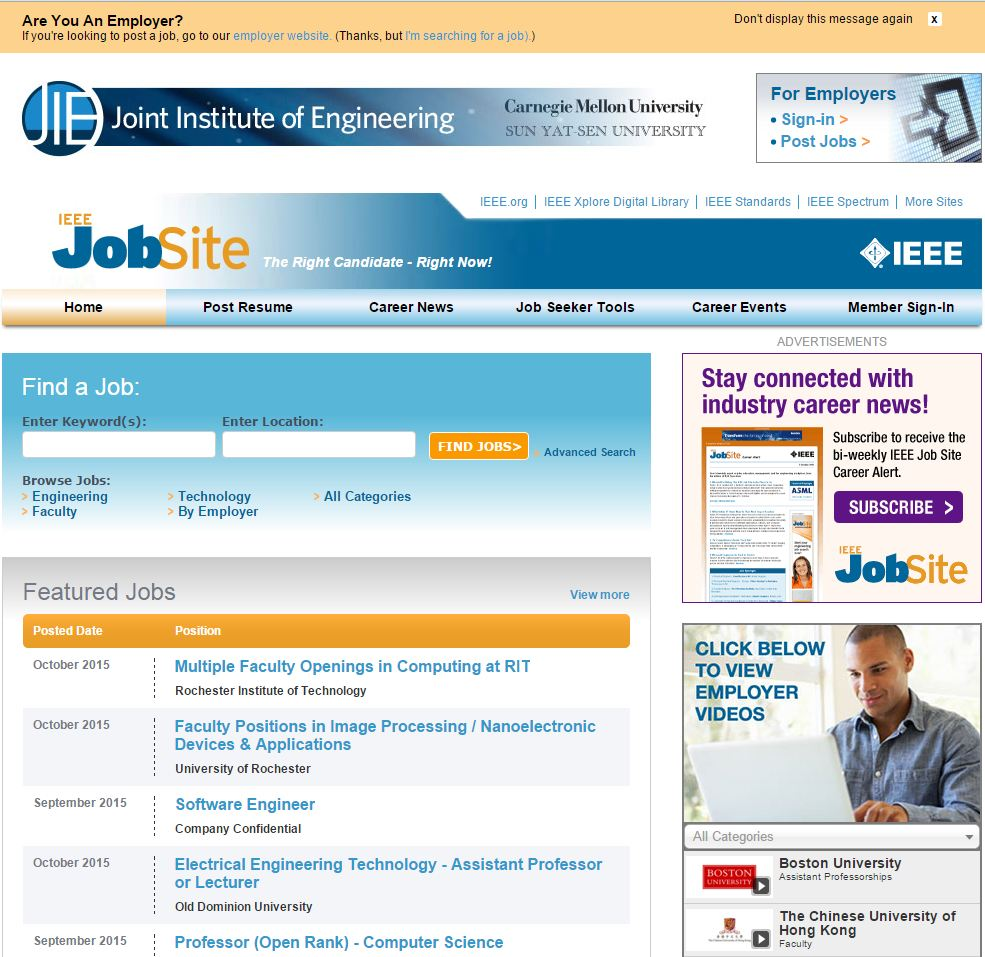 Are You An Employer?
Don't display this message again
x
If you're looking to post a job, go to our employer website. (Thanks, but I'm searching for a job).)
JIE
Joint Institute of Engineering
Carnegie Mellon University
SUN YAT-SEN UNIVERSITY
For Employers
• Sign-in >
• Post Jobs >
IEEE.org | IEEE Xplore Digital Library | IEEE Standards | IEEE Spectrum | More Sites
IEEE
JobSite
The Right Candidate - Right Now!
IEEE
Home
Post Resume
Career News
Job Seeker Tools
Career Events
Member Sign-In
Find a Job:
Enter Keyword(s):
Enter Location:
FIND JOBS>
Advanced Search
Browse Jobs:
> Engineering
> Technology
> All Categories
> Faculty
> By Employer
Featured Jobs
View more
Posted Date
Position
October 2015
Multiple Faculty Openings in Computing at RIT
Rochester Institute of Technology
October 2015
Faculty Positions in Image Processing / Nanoelectronic
Devices & Applications
University of Rochester
September 2015
Software Engineer
Company Confidential
October 2015
Electrical Engineering Technology - Assistant Professor
or Lecturer
Old Dominion University
September 2015
Professor (Open Rank) - Computer Science
ADVERTISEMENTS
Stay connected with
industry career news!
JobSite
IEEE
ASML
JobSite
Subscribe to receive the
bi-weekly IEEE Job Site
Career Alert.
SUBSCRIBE >
IEEE
JobSite
CLICK BELOW
TO VIEW
EMPLOYER
VIDEOS
All Categories
BOSTON
UNIVERSITY
Boston University
Assistant Professorships
The Chinese University of
Hong Kong
Faculty